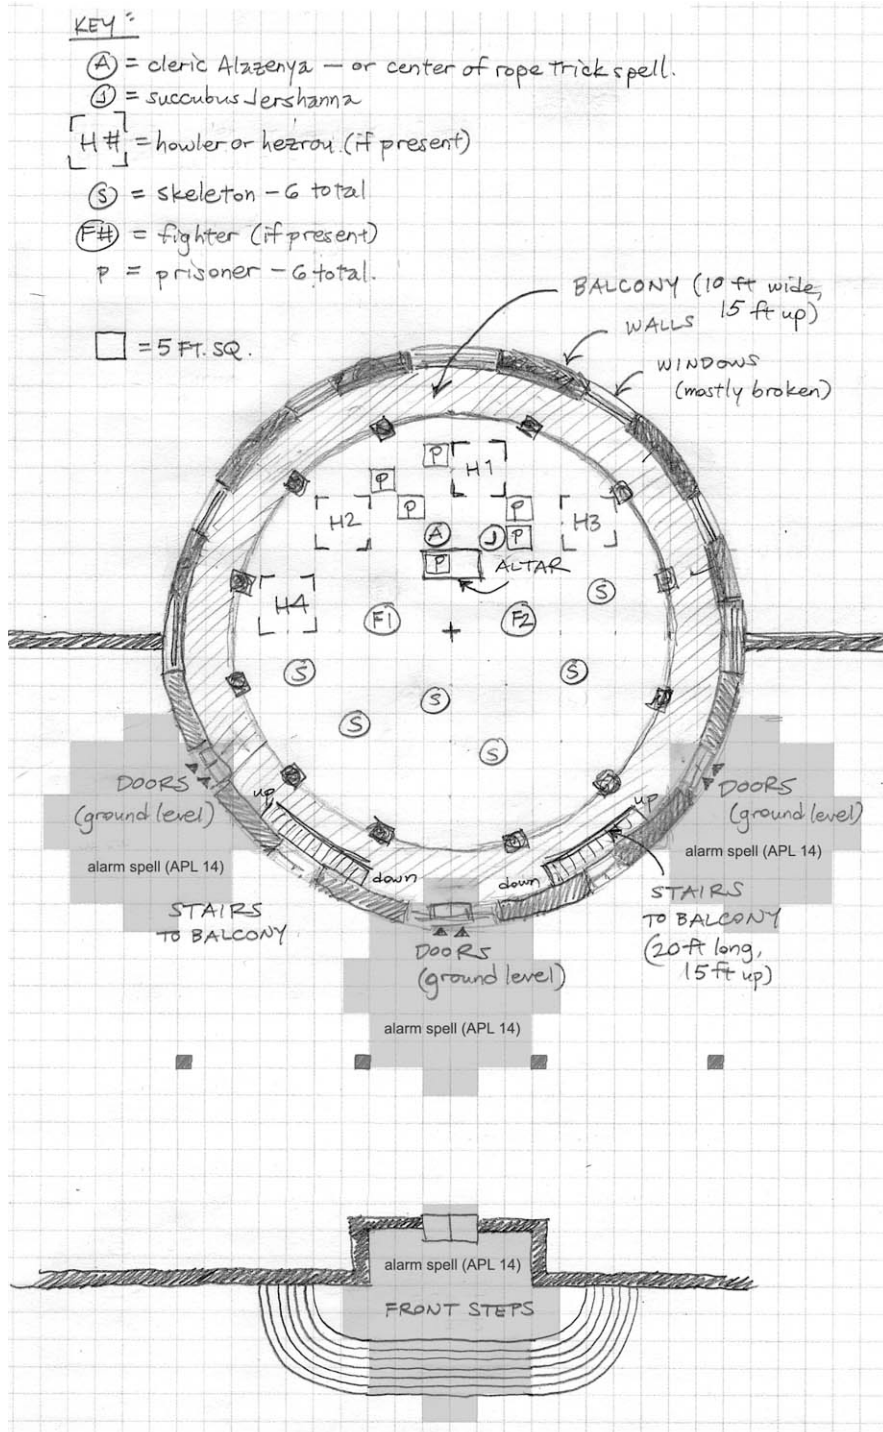 KEY:
(A) = cleric Alazenya — or center of rope trick spell.
(J) = succubus Jershanna
[H#] = howler or hezrou (if present)
(S) = skeleton - 6 total
(F#) = fighter (if present)
P = prisoner - 6 total.
= 5 FT. SQ.
BALCONY (10 ft wide,
15 ft up)
WALLS
WINDOWS
(mostly broken)
P
H1
P
H2
P
P
H3
A
J
P
P
ALTAR
S
H4
F1
F2
S
S
S
S
S
DOORS
(ground level)
alarm spell (APL 14)
up
down
STAIRS
TO BALCONY
DOORS
(ground level)
alarm spell (APL 14)
up
down
STAIRS
TO BALCONY
(20 ft long,
15 ft up)
DOORS
(ground level)
alarm spell (APL 14)
alarm spell (APL 14)
FRONT STEPS